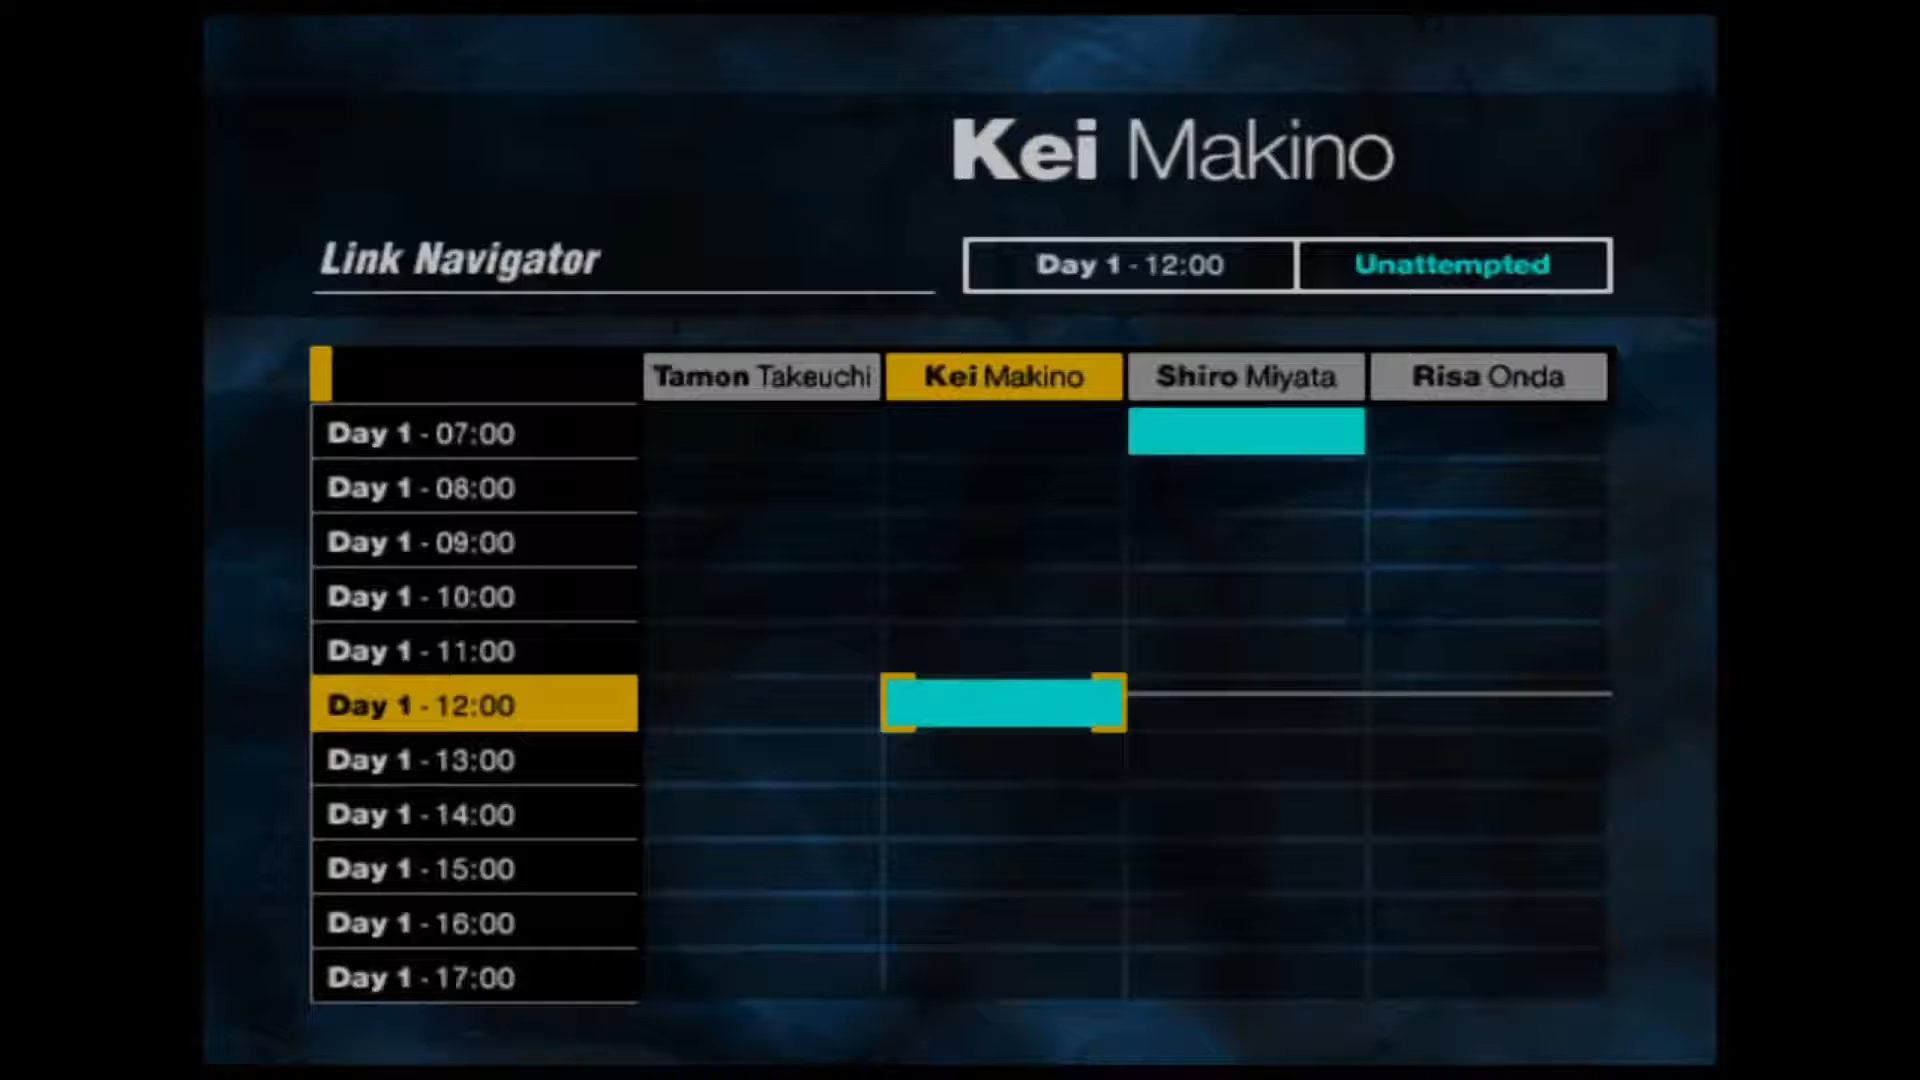 Kei Makino
Link Navigator
Day 1 - 12:00
Unattempted
Tamon Takeuchi
Kei Makino
Shiro Miyata
Risa Onda
Day 1 - 07:00
Day 1 - 08:00
Day 1 - 09:00
Day 1 - 10:00
Day 1 - 11:00
Day 1 - 12:00
Day 1 - 13:00
Day 1 - 14:00
Day 1 - 15:00
Day 1 - 16:00
Day 1 - 17:00